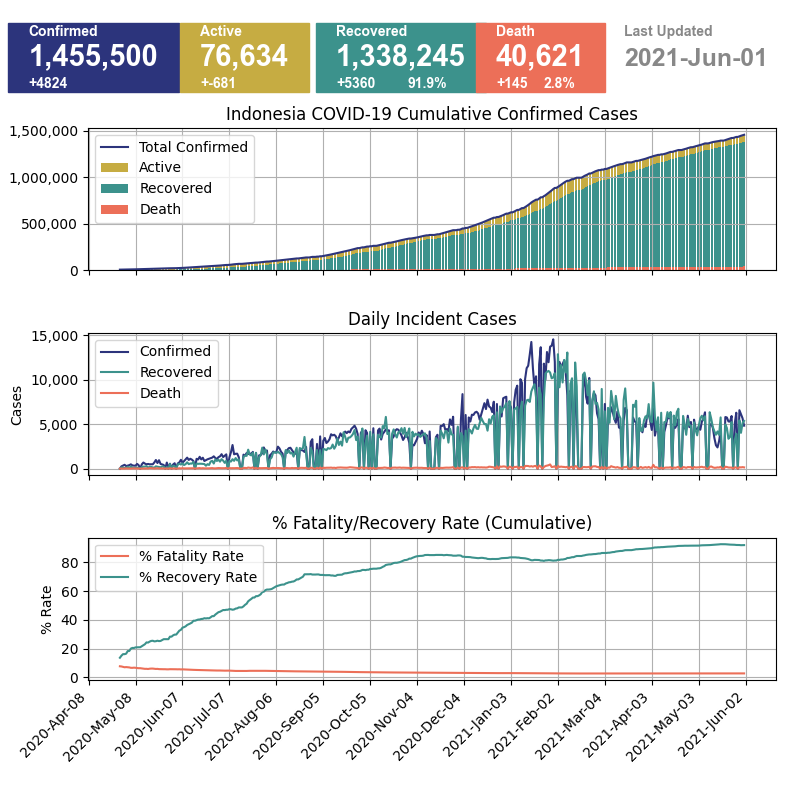 Confirmed
1,455,500
+4824
Active
76,634
+-681
Recovered
1,338,245
+5360 91.9%
Death
40,621
+145 2.8%
Last Updated
2021-Jun-01
Indonesia COVID-19 Cumulative Confirmed Cases
1,500,000
1,000,000
500,000
0
Total Confirmed
Active
Recovered
Death
Daily Incident Cases
Cases
15,000
10,000
5,000
0
Confirmed
Recovered
Death
% Fatality/Recovery Rate (Cumulative)
% Rate
80
60
40
20
0
% Fatality Rate
% Recovery Rate
2020-Apr-08
2020-May-08
2020-Jun-07
2020-Jul-07
2020-Aug-06
2020-Sep-05
2020-Oct-05
2020-Nov-04
2020-Dec-04
2021-Jan-03
2021-Feb-02
2021-Mar-04
2021-Apr-03
2021-May-03
2021-Jun-02